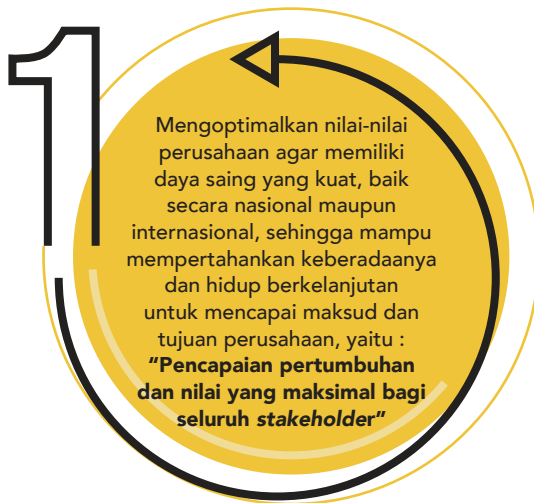 1
Mengoptimalkan nilai-nilai
perusahaan agar memiliki
daya saing yang kuat, baik
secara nasional maupun
internasional, sehingga mampu
mempertahankan keberadaanya
dan hidup berkelanjutan
untuk mencapai maksud dan
tujuan perusahaan, yaitu :
"Pencapaian pertumbuhan
dan nilai yang maksimal bagi
seluruh stakeholder"